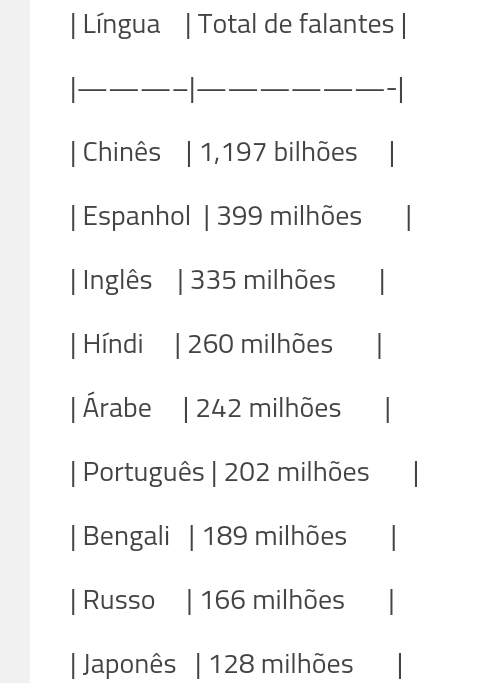 | Língua | Total de falantes |
|————–|——————-|
| Chinês | 1,197 bilhões |
| Espanhol | 399 milhões |
| Inglês | 335 milhões |
| Híndi | 260 milhões |
| Árabe | 242 milhões |
| Português | 202 milhões |
| Bengali | 189 milhões |
| Russo | 166 milhões |
| Japonês | 128 milhões |